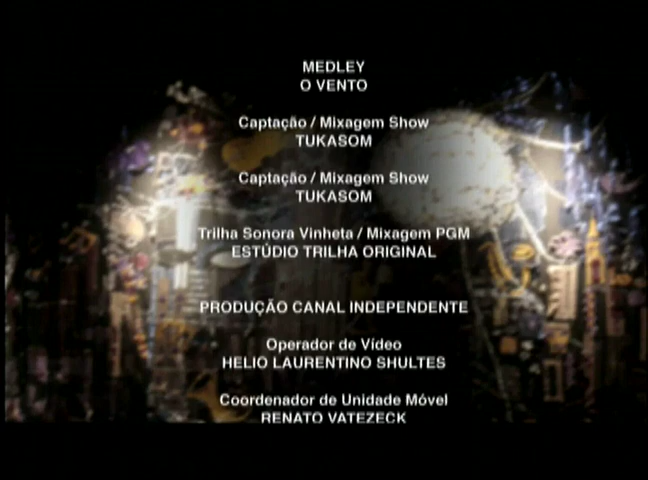 MEDLEY
O VENTO
Captação / Mixagem Show
TUKASOM
Captação / Mixagem Show
TUKASOM
Trilha Sonora Vinheta / Mixagem PGM
ESTÚDIO TRILHA ORIGINAL
PRODUÇÃO CANAL INDEPENDENTE
Operador de Vídeo
HELIO LAURENTINO SHULTES
Coordenador de Unidade Móvel
RENATO VATEZECK